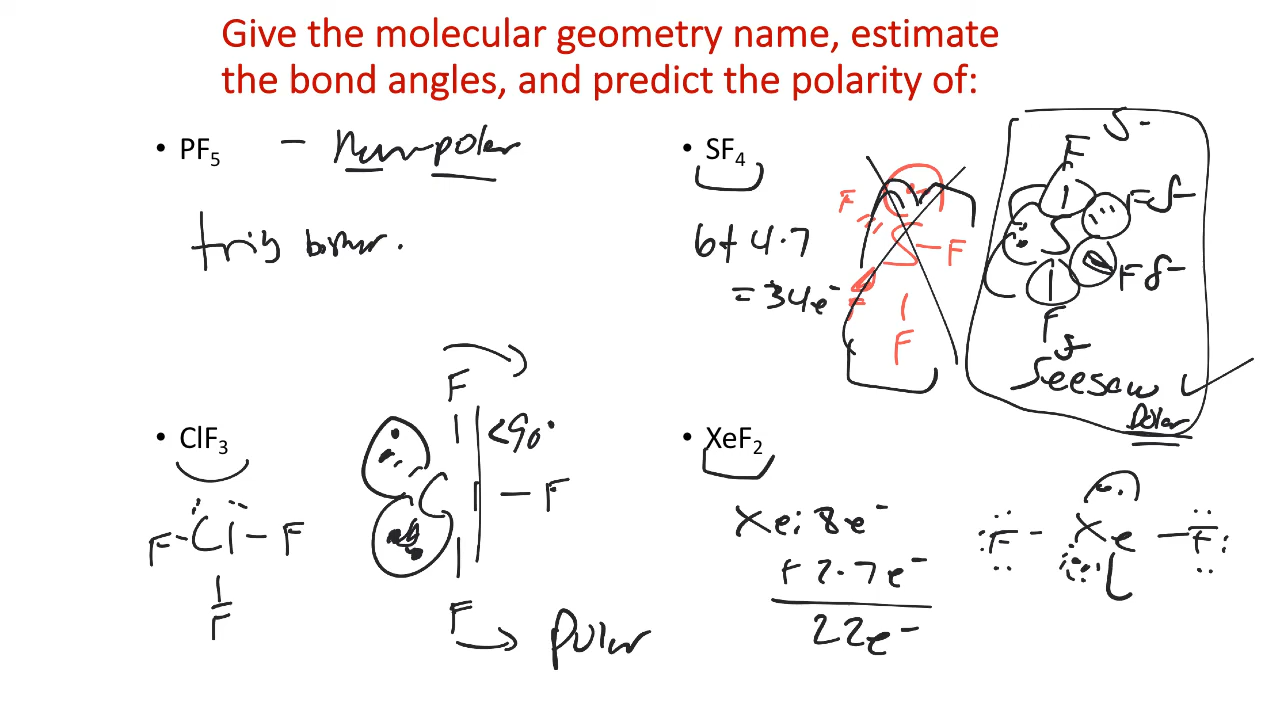 Give the molecular geometry name, estimate
the bond angles, and predict the polarity of:
• PF5 – Non-polar
trig
• SF4
6 + 4·7
= 34e-
F
S – F
F
δ-
F
F δ-
S
F δ-
F
δ-
Seesaw
Polar
• ClF3
F – Cl – F
F
F
<90°
Cl – F
F
Polar
• XeF2
Xe: 8e-
+ 2·7e-
22e-
F – Xe – F